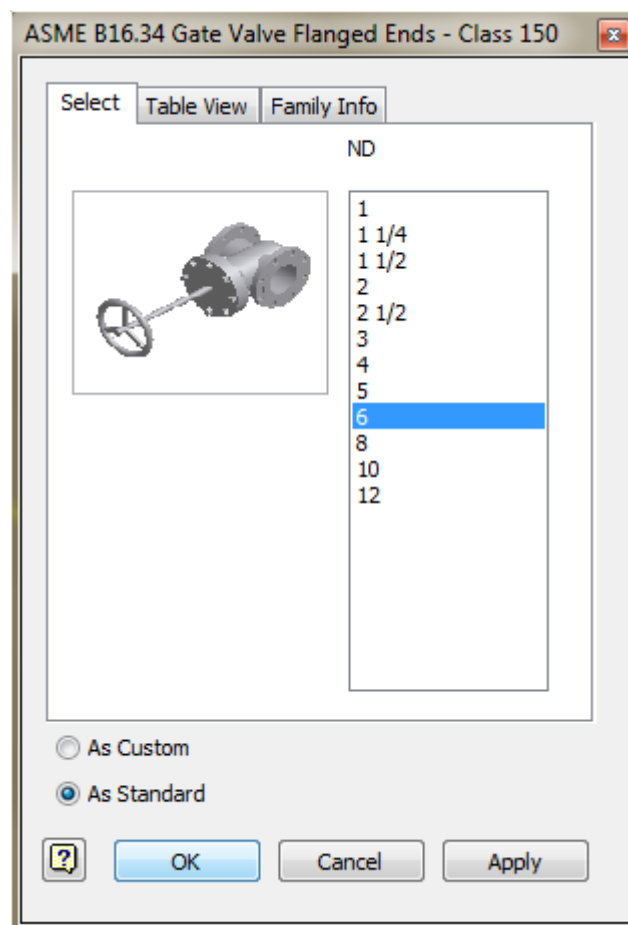 ASME B16.34 Gate Valve Flanged Ends - Class 150
Select
Table View
Family Info
ND
1
1 1/4
1 1/2
2
2 1/2
3
4
5
6
8
10
12
As Custom
As Standard
?
OK
Cancel
Apply